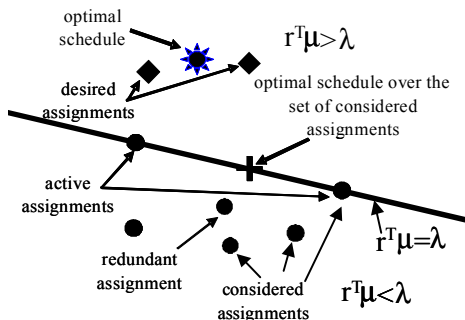 optimal
schedule
r^Tμ>λ
desired
assignments
optimal schedule over the
set of considered
assignments
active
assignments
r^Tμ=λ
redundant
assignment
considered
assignments
r^Tμ<λ